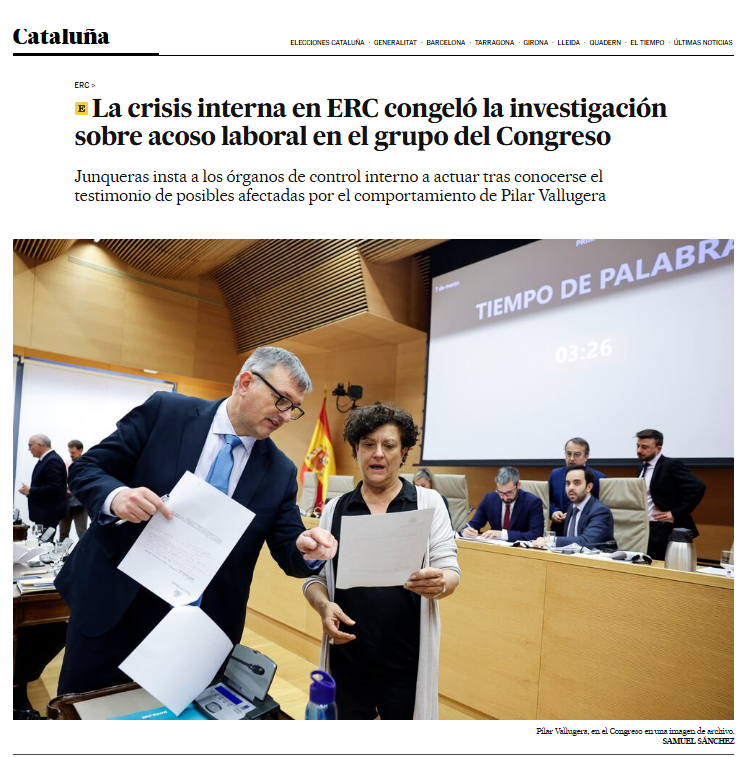 Cataluña
ELECCIONES CATALUÑA · GENERALITAT · BARCELONA · TARRAGONA · GIRONA · LLEIDA · QUADERN · EL TIEMPO · ÚLTIMAS NOTICIAS
ERC >
E La crisis interna en ERC congeló la investigación
sobre acoso laboral en el grupo del Congreso
Junqueras insta a los órganos de control interno a actuar tras conocerse el
testimonio de posibles afectadas por el comportamiento de Pilar Vallugera
7 de marzo
TIEMPO DE PALABRA
03:26
Pilar Vallugera, en el Congreso en una imagen de archivo.
SAMUEL SÁNCHEZ